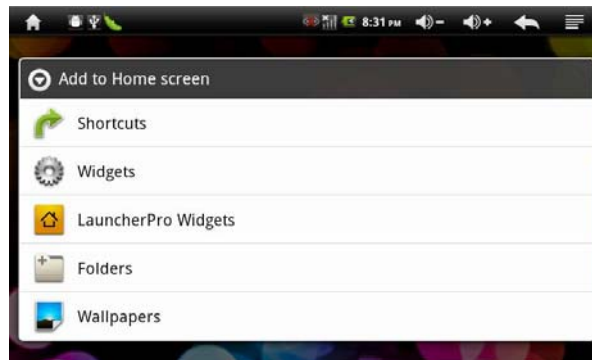 8:31 PM
Add to Home screen
Shortcuts
Widgets
LauncherPro Widgets
Folders
Wallpapers